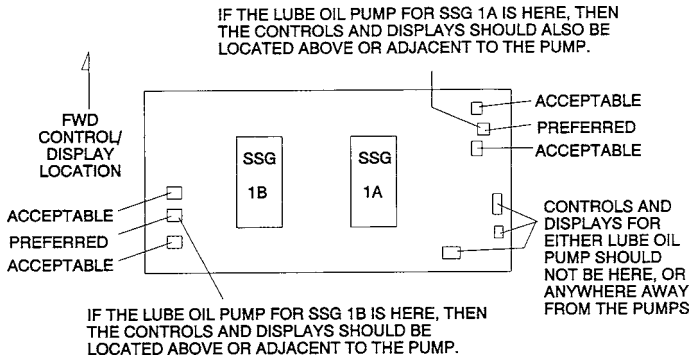 IF THE LUBE OIL PUMP FOR SSG 1A IS HERE, THEN
THE CONTROLS AND DISPLAYS SHOULD ALSO BE
LOCATED ABOVE OR ADJACENT TO THE PUMP.
FWD
CONTROL/
DISPLAY
LOCATION
ACCEPTABLE
PREFERRED
ACCEPTABLE
SSG
1B
SSG
1A
ACCEPTABLE
PREFERRED
ACCEPTABLE
CONTROLS AND
DISPLAYS FOR
EITHER LUBE OIL
PUMP SHOULD
NOT BE HERE, OR
ANYWHERE AWAY
FROM THE PUMPS
IF THE LUBE OIL PUMP FOR SSG 1B IS HERE, THEN
THE CONTROLS AND DISPLAYS SHOULD BE
LOCATED ABOVE OR ADJACENT TO THE PUMP.